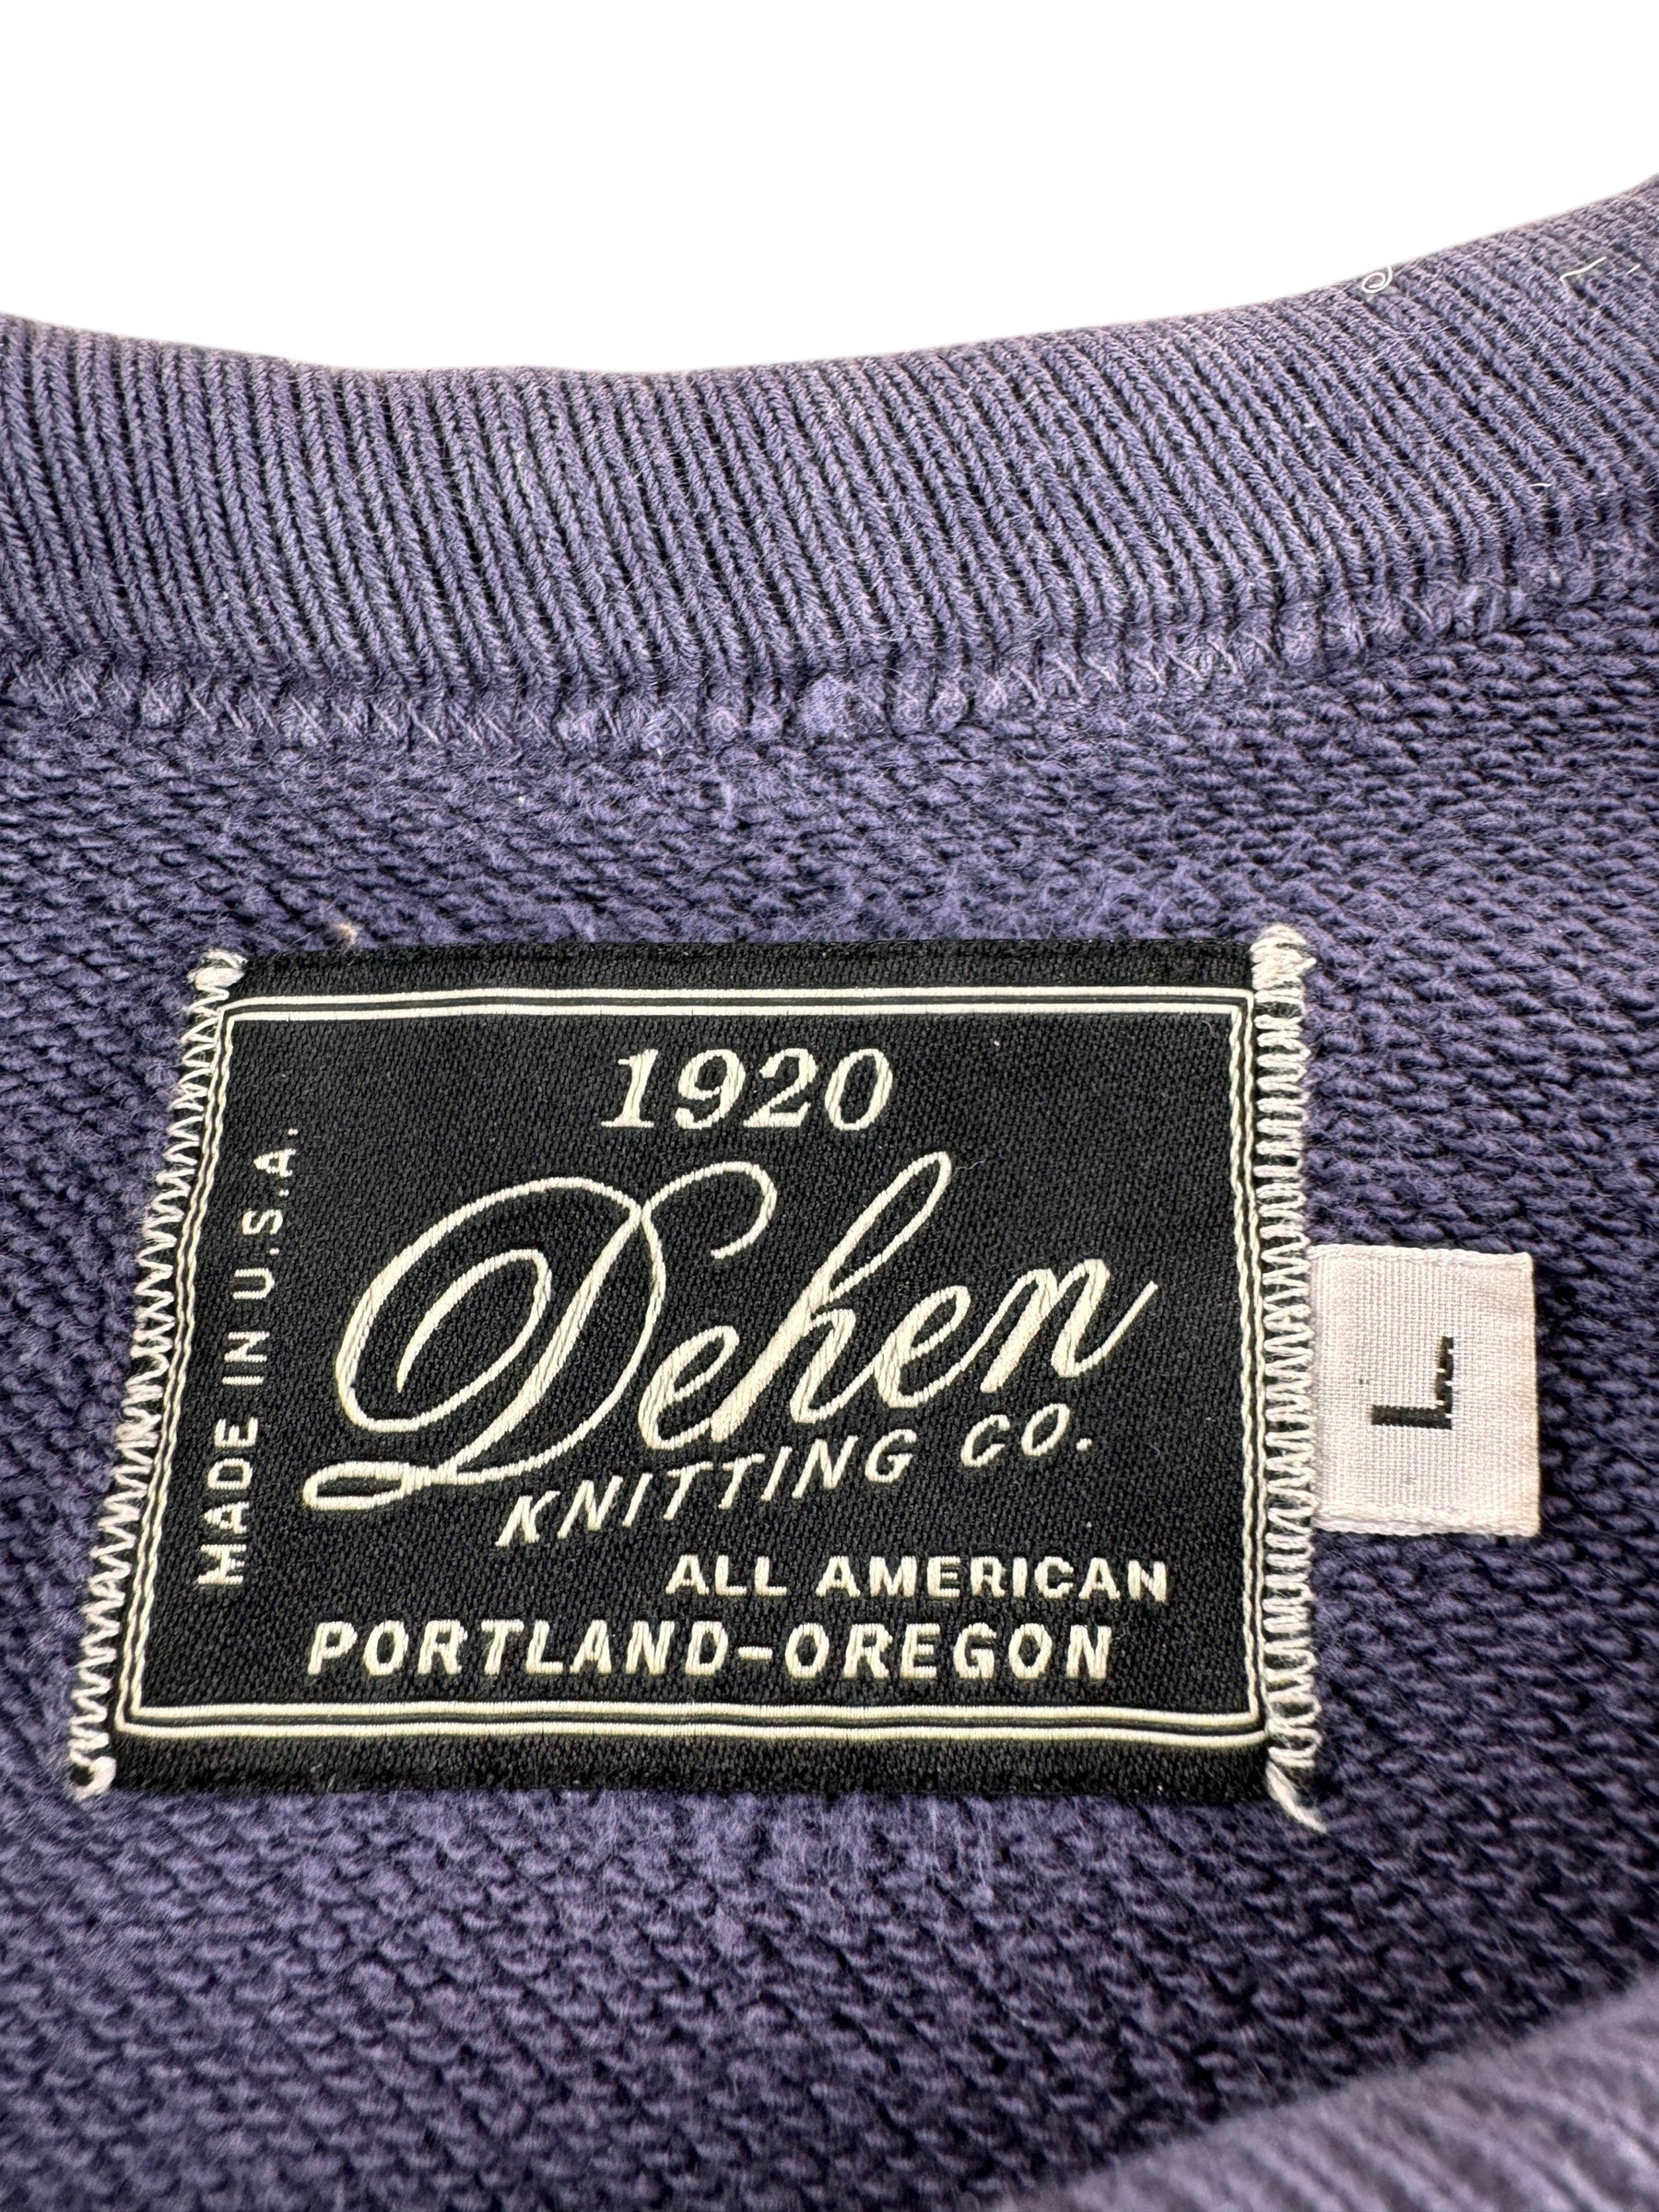 1920
Dehen
KNITTING CO.
ALL AMERICAN
PORTLAND-OREGON
MADE IN U.S.A.
L